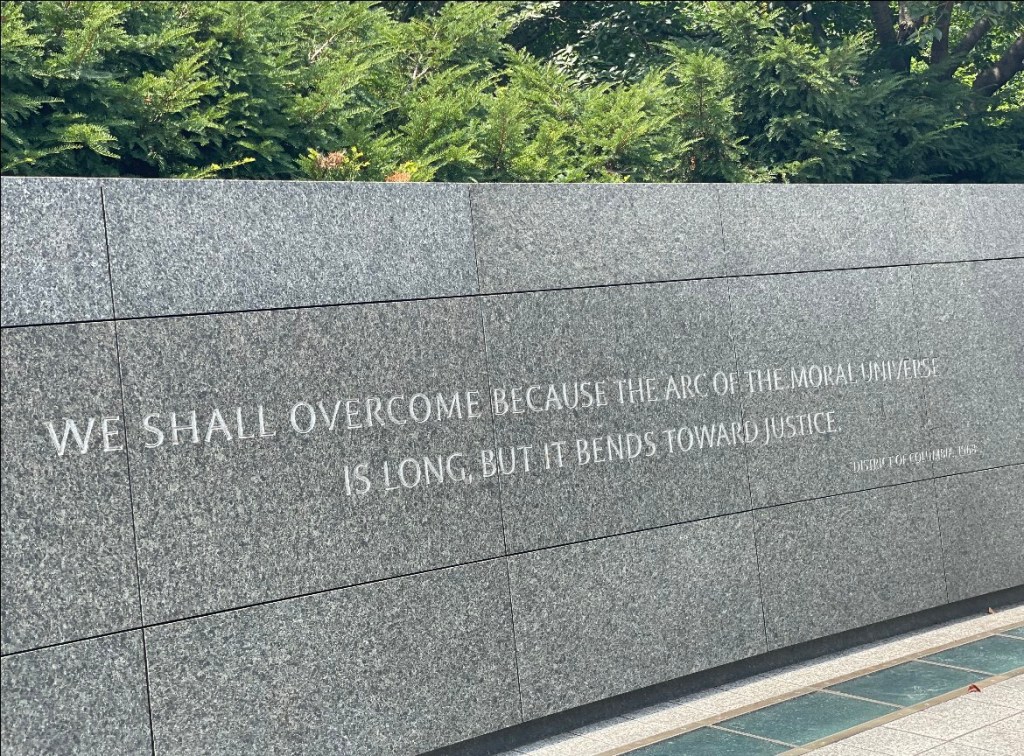 WE SHALL OVERCOME BECAUSE THE ARC OF THE MORAL UNIVERSE
IS LONG, BUT IT BENDS TOWARD JUSTICE.
DISTRICT OF COLUMBIA, 1968